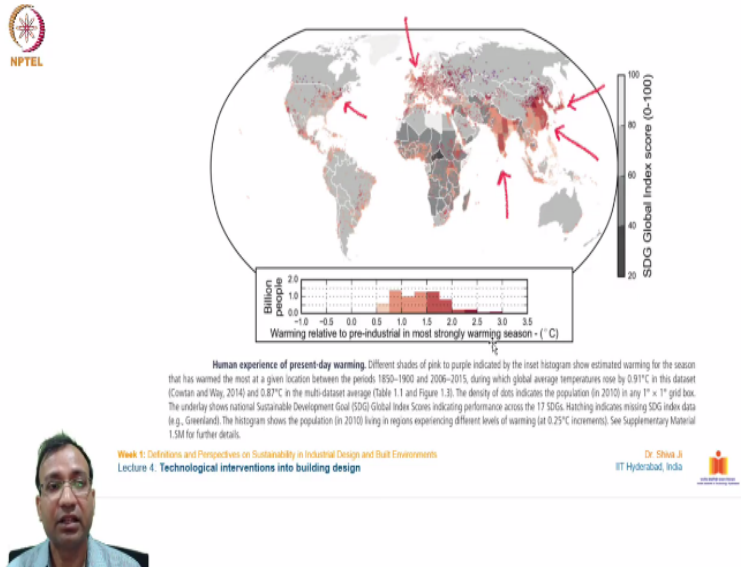 NPTEL
100
80
60
40
20
SDG Global Index score (0-100)
Billion people
2.0
1.0
0.0
-1.0 -0.5 0.0 0.5 1.0 1.5 2.0 2.5 3.0 3.5
Warming relative to pre-industrial in most strongly warming season - (°C)
Human experience of present-day warming. Different shades of pink to purple indicated by the inset histogram show estimated warming for the season
that has warmed the most at a given location between the periods 1850–1900 and 2006–2015, during which global average temperatures rose by 0.91°C in this dataset
(Cowtan and Way, 2014) and 0.87°C in the multi-dataset average (Table 1.1 and Figure 1.3). The density of dots indicates the population (in 2010) in any 1° × 1° grid box.
The underlay shows national Sustainable Development Goal (SDG) Global Index Scores indicating performance across the 17 SDGs. Hatching indicates missing SDG index data
(e.g., Greenland). The histogram shows the population (in 2010) living in regions experiencing different levels of warming (at 0.25°C increments). See Supplementary Material
1.SM for further details.
Week 1: Definitions and Perspectives on Sustainability in Industrial Design and Built Environments
Lecture 4: Technological interventions into building design
Dr. Shiva Ji
IIT Hyderabad, India